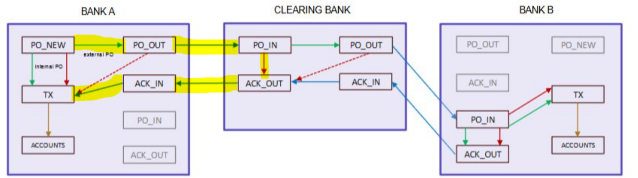 BANK A
CLEARING BANK
BANK B
PO_NEW
PO_OUT
external PO
internal PO
TX
ACK_IN
PO_IN
ACCOUNTS
ACK_OUT
PO_IN
PO_OUT
ACK_OUT
ACK_IN
PO_OUT
PO_NEW
ACK_IN
TX
PO_IN
ACK_OUT
ACCOUNTS